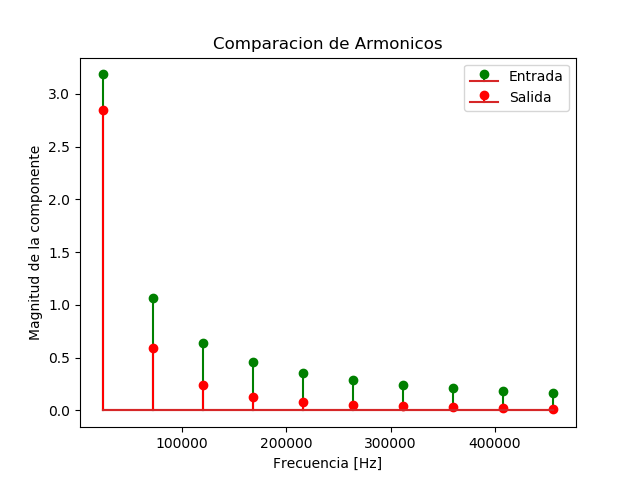 Comparacion de Armonicos
Entrada
Salida
Magnitud de la componente
3.0
2.5
2.0
1.5
1.0
0.5
0.0
100000
200000
300000
400000
Frecuencia [Hz]